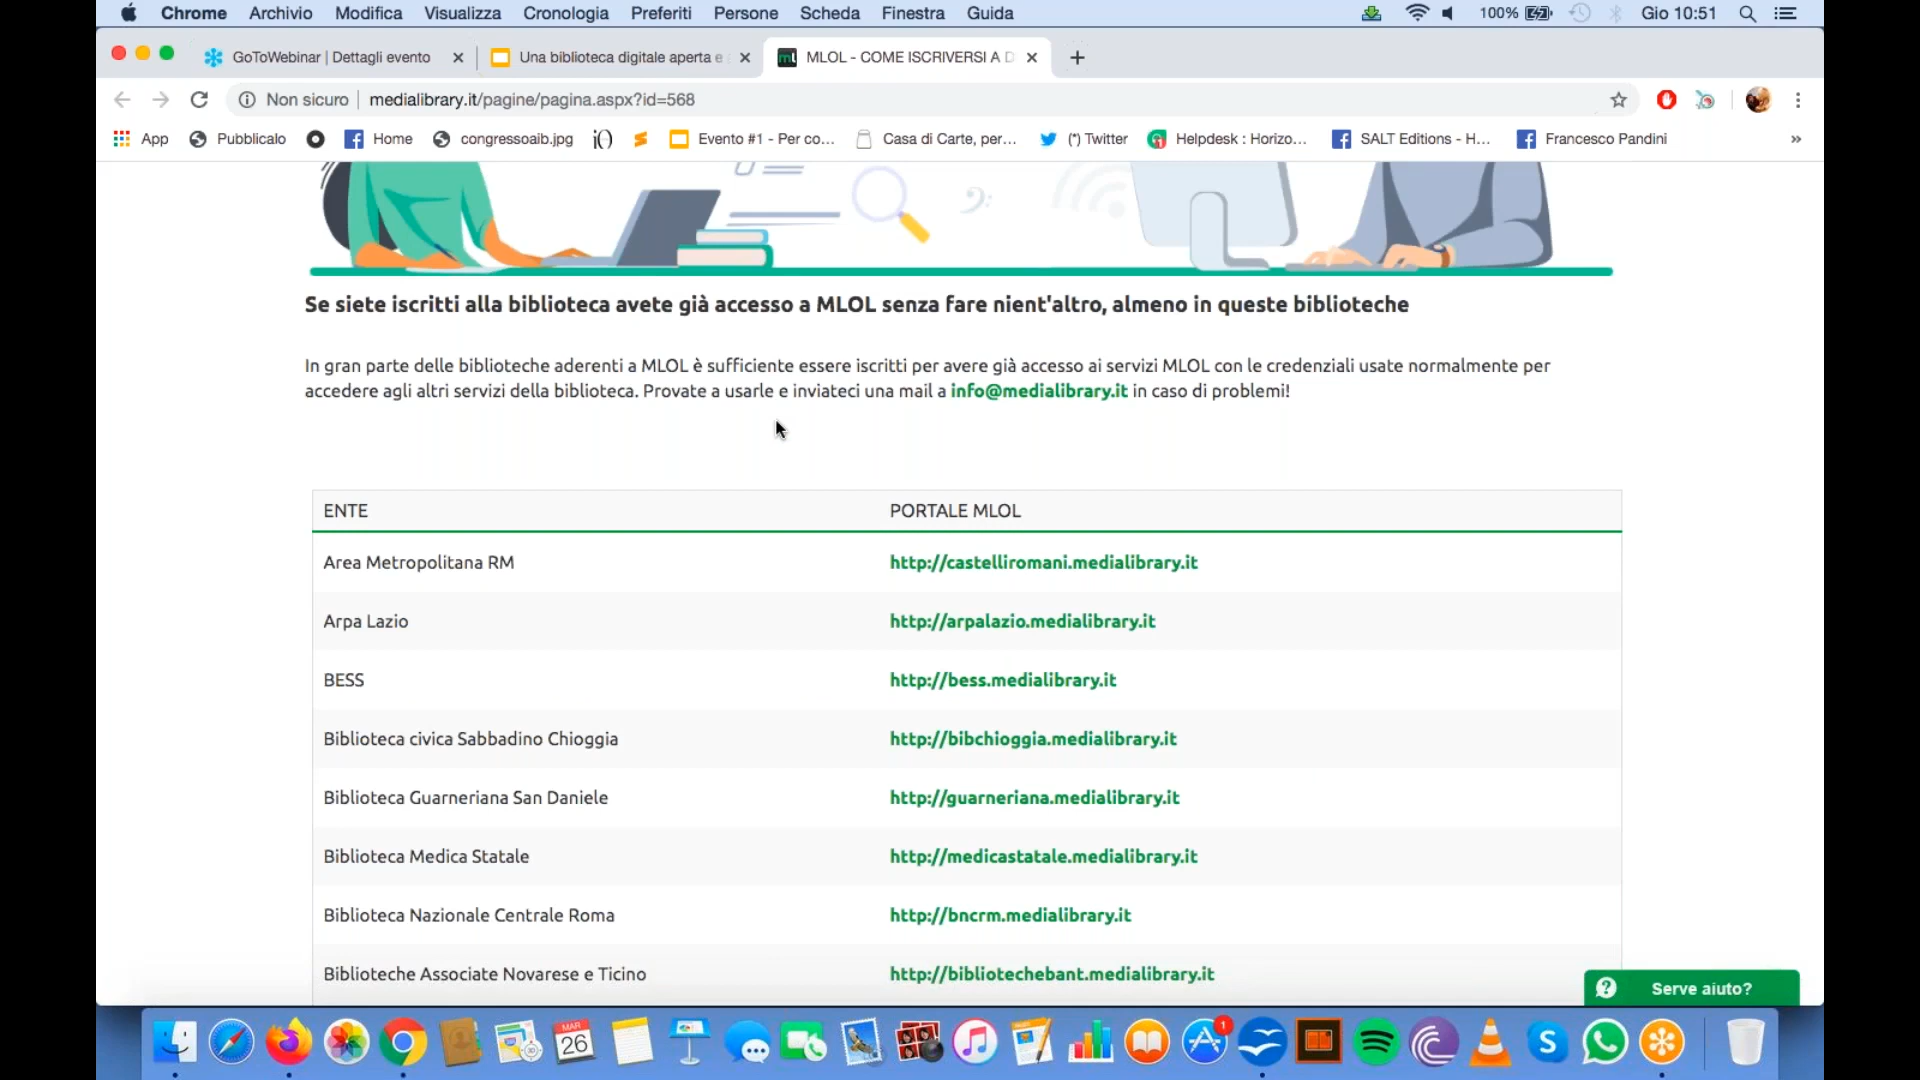 Chrome Archivio Modifica Visualizza Cronologia Preferiti Persone Scheda Finestra Guida 100% Gio 10:51
GoToWebinar | Dettagli evento Una biblioteca digitale aperta e MLOL - COME ISCRIVERSI A D
Non sicuro medialibrary.it/pagine/pagina.aspx?id=568
App Pubblicalo Home congressoaib.jpg Evento #1 - Per co... Casa di Carte, per... (*) Twitter Helpdesk : Horizo... SALT Editions - H... Francesco Pandini »
Se siete iscritti alla biblioteca avete già accesso a MLOL senza fare nient'altro, almeno in queste biblioteche
In gran parte delle biblioteche aderenti a MLOL è sufficiente essere iscritti per avere già accesso ai servizi MLOL con le credenziali usate normalmente per
accedere agli altri servizi della biblioteca. Provate a usarle e inviateci una mail a info@medialibrary.it in caso di problemi!
ENTE PORTALE MLOL
Area Metropolitana RM http://castelliromani.medialibrary.it
Arpa Lazio http://arpalazio.medialibrary.it
BESS http://bess.medialibrary.it
Biblioteca civica Sabbadino Chioggia http://bibchioggia.medialibrary.it
Biblioteca Guarneriana San Daniele http://guarneriana.medialibrary.it
Biblioteca Medica Statale http://medicastatale.medialibrary.it
Biblioteca Nazionale Centrale Roma http://bncrm.medialibrary.it
Biblioteche Associate Novarese e Ticino http://bibliotechebant.medialibrary.it
Serve aiuto?
MAR
26
1